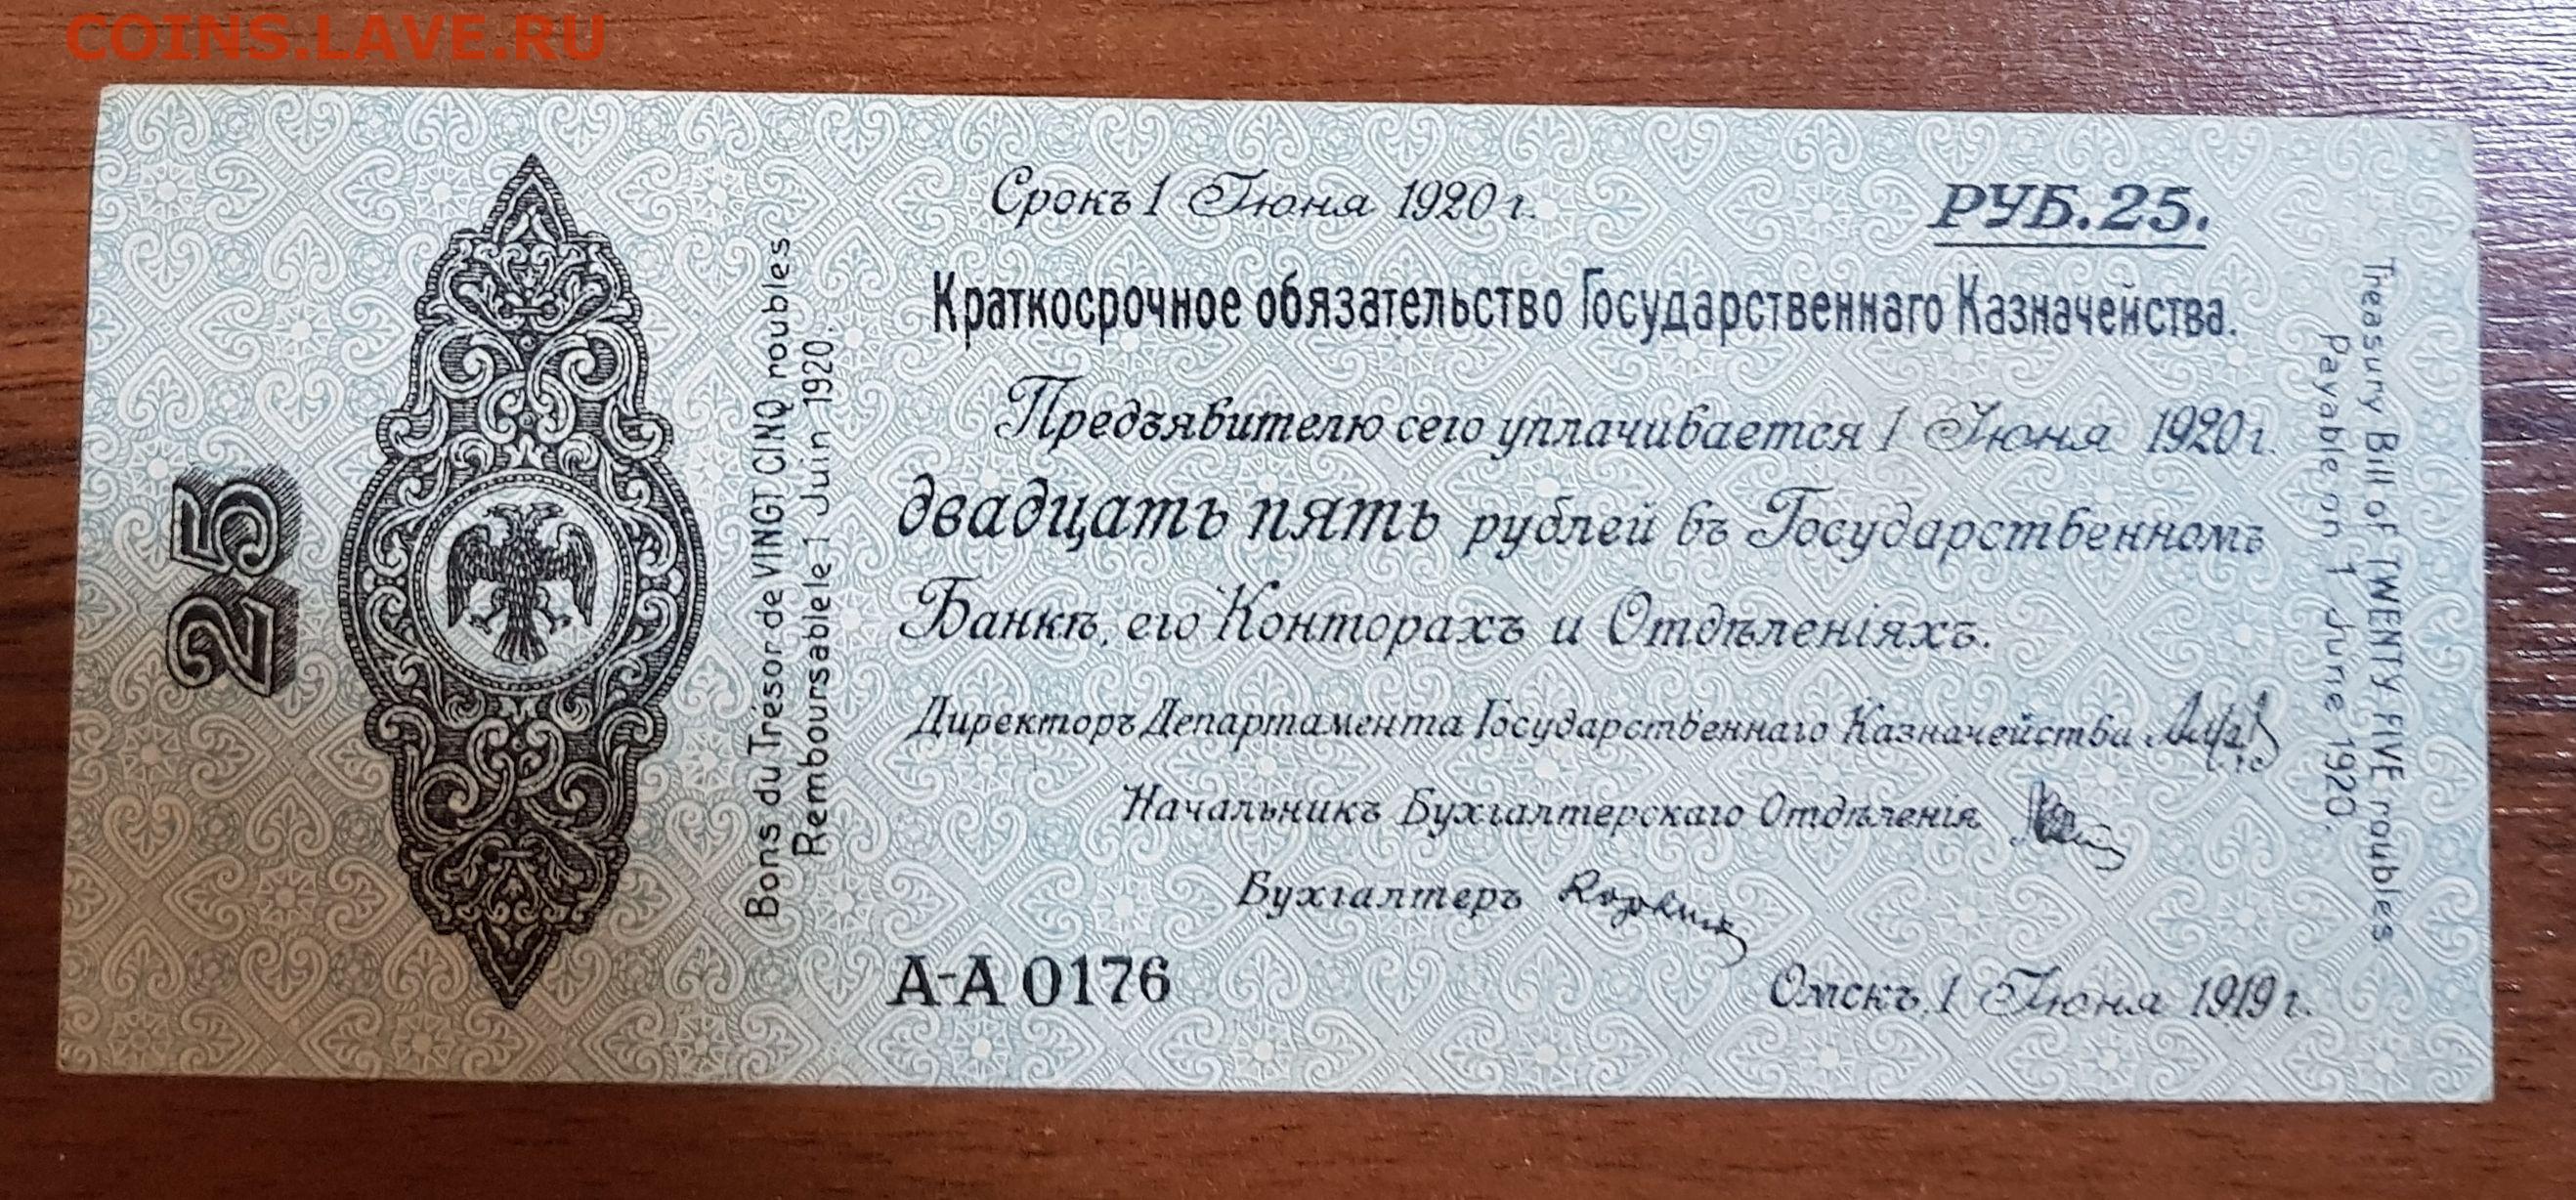 COINS.LAVE.RU
25
Bons du Trésor de VINGT CINQ roubles
Remboursable le 1 Juin 1920.
Срокъ 1 Іюня 1920 г.
РУБ.25.
Краткосрочное обязательство Государственнаго Казначейства.
Предъявителю сего уплачивается 1 Іюня 1920 г.
двадцать пять рублей въ Государственномъ
Банкѣ, его Конторахъ и Отдѣленіяхъ.
Директоръ Департамента Государственнаго Казначейства
Начальникъ Бухгалтерскаго Отдѣленія
Бухгалтеръ
А-А 0176
Омскъ, 1 Іюня 1919 г.
Treasury Bill of TWENTY FIVE roubles
Payable on 1 June 1920.